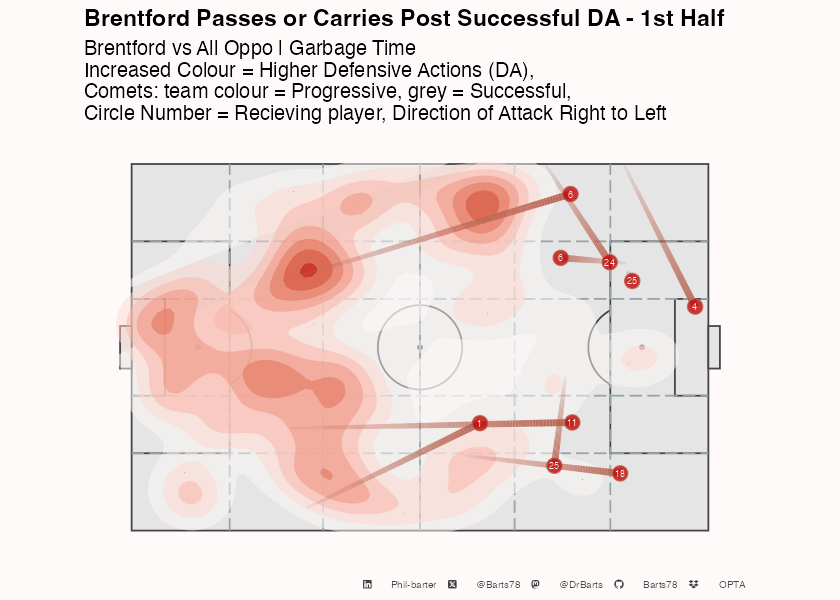 Brentford Passes or Carries Post Successful DA - 1st Half
Brentford vs All Oppo | Garbage Time
Increased Colour = Higher Defensive Actions (DA),
Comets: team colour = Progressive, grey = Successful,
Circle Number = Recieving player, Direction of Attack Right to Left
6
6
24
25
4
1
11
25
18
Phil-barter @Barts78 @DrBarts Barts78 OPTA